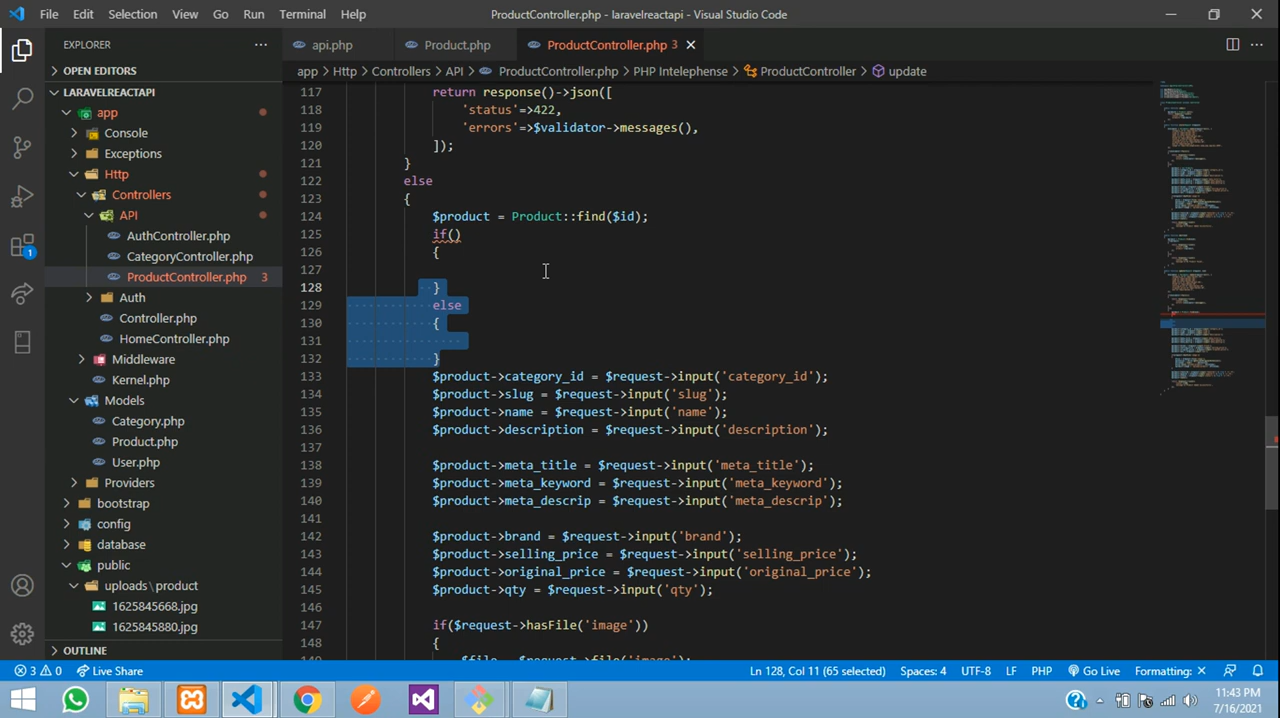 File Edit Selection View Go Run Terminal Help ProductController.php - laravelreactapi - Visual Studio Code
EXPLORER
api.php Product.php ProductController.php 3
OPEN EDITORS
app > Http > Controllers > API > ProductController.php > PHP Intelephense > ProductController > update
LARAVELREACTAPI
app
Console
Exceptions
Http
Controllers
API
AuthController.php
CategoryController.php
ProductController.php 3
Auth
Controller.php
HomeController.php
Middleware
Kernel.php
Models
Category.php
Product.php
User.php
Providers
bootstrap
config
database
public
uploads\product
1625845668.jpg
1625845880.jpg
OUTLINE
117 return response()->json([
118 'status'=>422,
119 'errors'=>$validator->messages(),
120 ]);
121 }
122 else
123 {
124 $product = Product::find($id);
125 if()
126 {
127
128 }
129 else
130 {
131
132 }
133 $product->category_id = $request->input('category_id');
134 $product->slug = $request->input('slug');
135 $product->name = $request->input('name');
136 $product->description = $request->input('description');
137
138 $product->meta_title = $request->input('meta_title');
139 $product->meta_keyword = $request->input('meta_keyword');
140 $product->meta_descrip = $request->input('meta_descrip');
141
142 $product->brand = $request->input('brand');
143 $product->selling_price = $request->input('selling_price');
144 $product->original_price = $request->input('original_price');
145 $product->qty = $request->input('qty');
146
147 if($request->hasFile('image'))
148 {
149 $file = $request->file('image');
3 0 Live Share Ln 128, Col 11 (65 selected) Spaces: 4 UTF-8 LF PHP Go Live Formatting: ✕
1
11:43 PM
7/16/2021